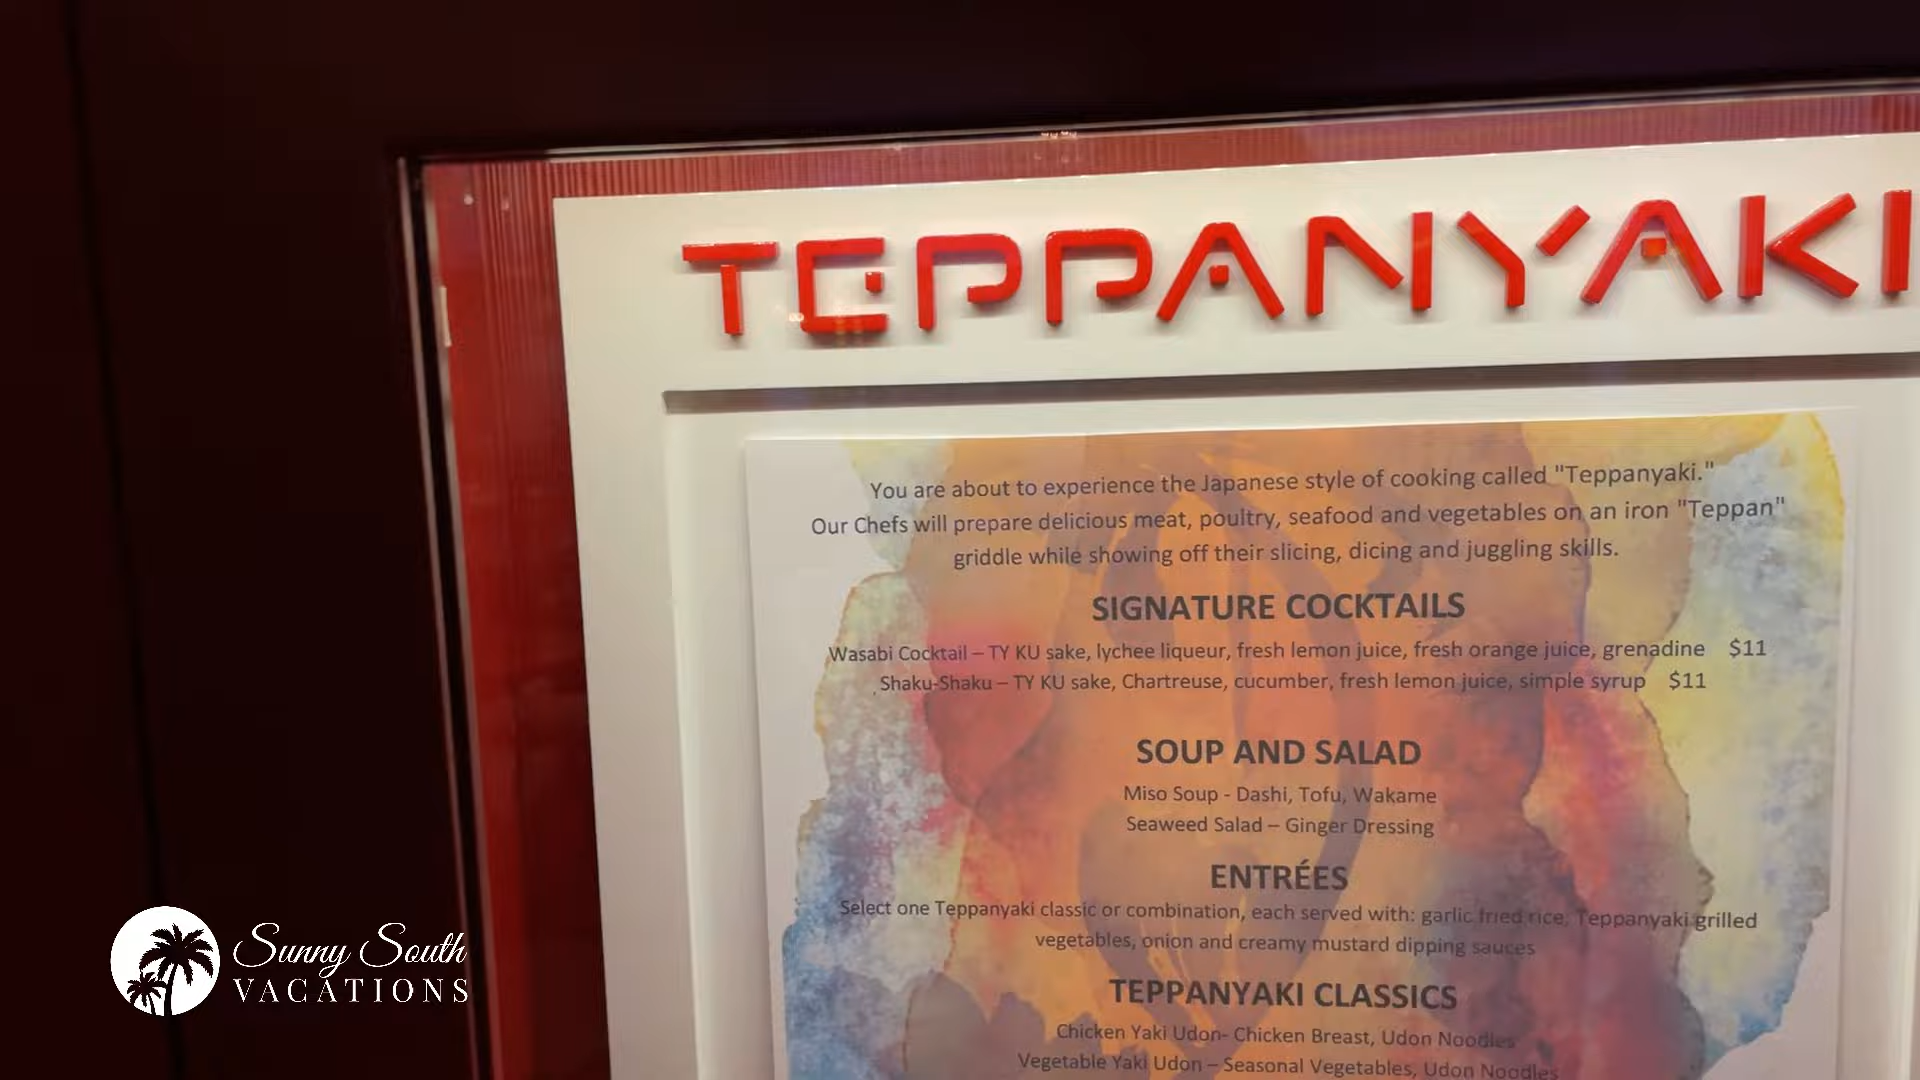 TEPPANYAKI
You are about to experience the Japanese style of cooking called "Teppanyaki."
Our Chefs will prepare delicious meat, poultry, seafood and vegetables on an iron "Teppan"
griddle while showing off their slicing, dicing and juggling skills.
SIGNATURE COCKTAILS
Wasabi Cocktail – TY KU sake, lychee liqueur, fresh lemon juice, fresh orange juice, grenadine $11
Shaku-Shaku – TY KU sake, Chartreuse, cucumber, fresh lemon juice, simple syrup $11
SOUP AND SALAD
Miso Soup - Dashi, Tofu, Wakame
Seaweed Salad – Ginger Dressing
ENTRÉES
Select one Teppanyaki classic or combination, each served with: garlic fried rice, Teppanyaki grilled
vegetables, onion and creamy mustard dipping sauces
TEPPANYAKI CLASSICS
Chicken Yaki Udon- Chicken Breast, Udon Noodles
Vegetable Yaki Udon – Seasonal Vegetables, Udon Noodles
Sunny South
VACATIONS